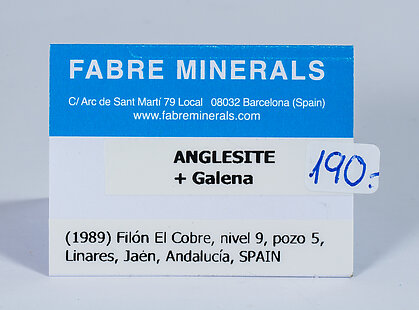 FABRE MINERALS
C/ Arc de Sant Martí 79 Local 08032 Barcelona (Spain)
www.fabreminerals.com
ANGLESITE
+ Galena
190.-
(1989) Filón El Cobre, nivel 9, pozo 5,
Linares, Jaén, Andalucía, SPAIN